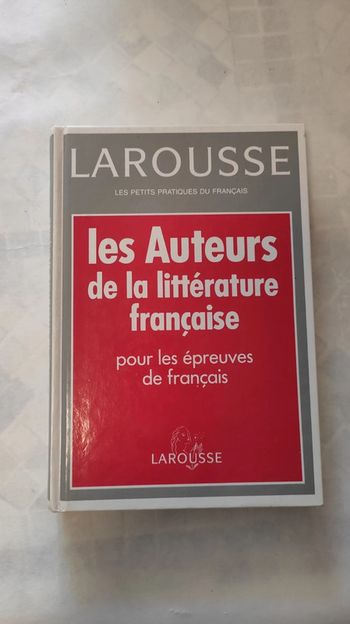 LAROUSSE
LES PETITS PRATIQUES DU FRANÇAIS
les Auteurs
de la littérature
française
pour les épreuves
de français
LAROUSSE